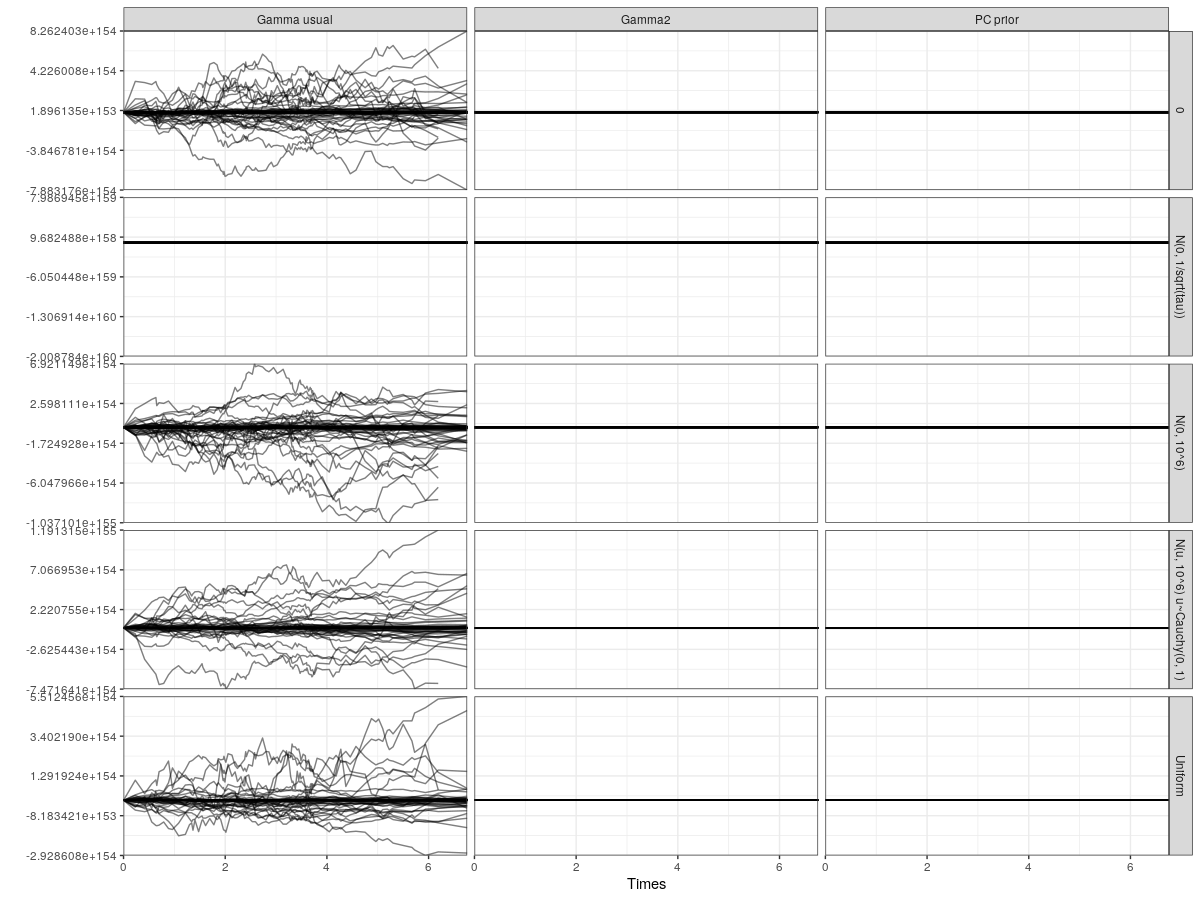 Gamma usual
Gamma2
PC prior
8.262403e+154
4.226008e+154
1.896135e+153
-3.846781e+154
-7.883176e+154
0
7.986945e+159
9.682488e+158
-6.050448e+159
-1.306914e+160
-2.008784e+160
N(0, 1/sqrt(tau))
6.921149e+154
2.598111e+154
-1.724928e+154
-6.047966e+154
-1.037101e+155
N(0, 10^6)
1.191315e+155
7.066953e+154
2.220755e+154
-2.625443e+154
-7.471641e+154
N(u, 10^6) u~Cauchy(0, 1)
5.512456e+154
3.402190e+154
1.291924e+154
-8.183421e+153
-2.928608e+154
Uniform
0 2 4 6 0 2 4 6 0 2 4 6
Times